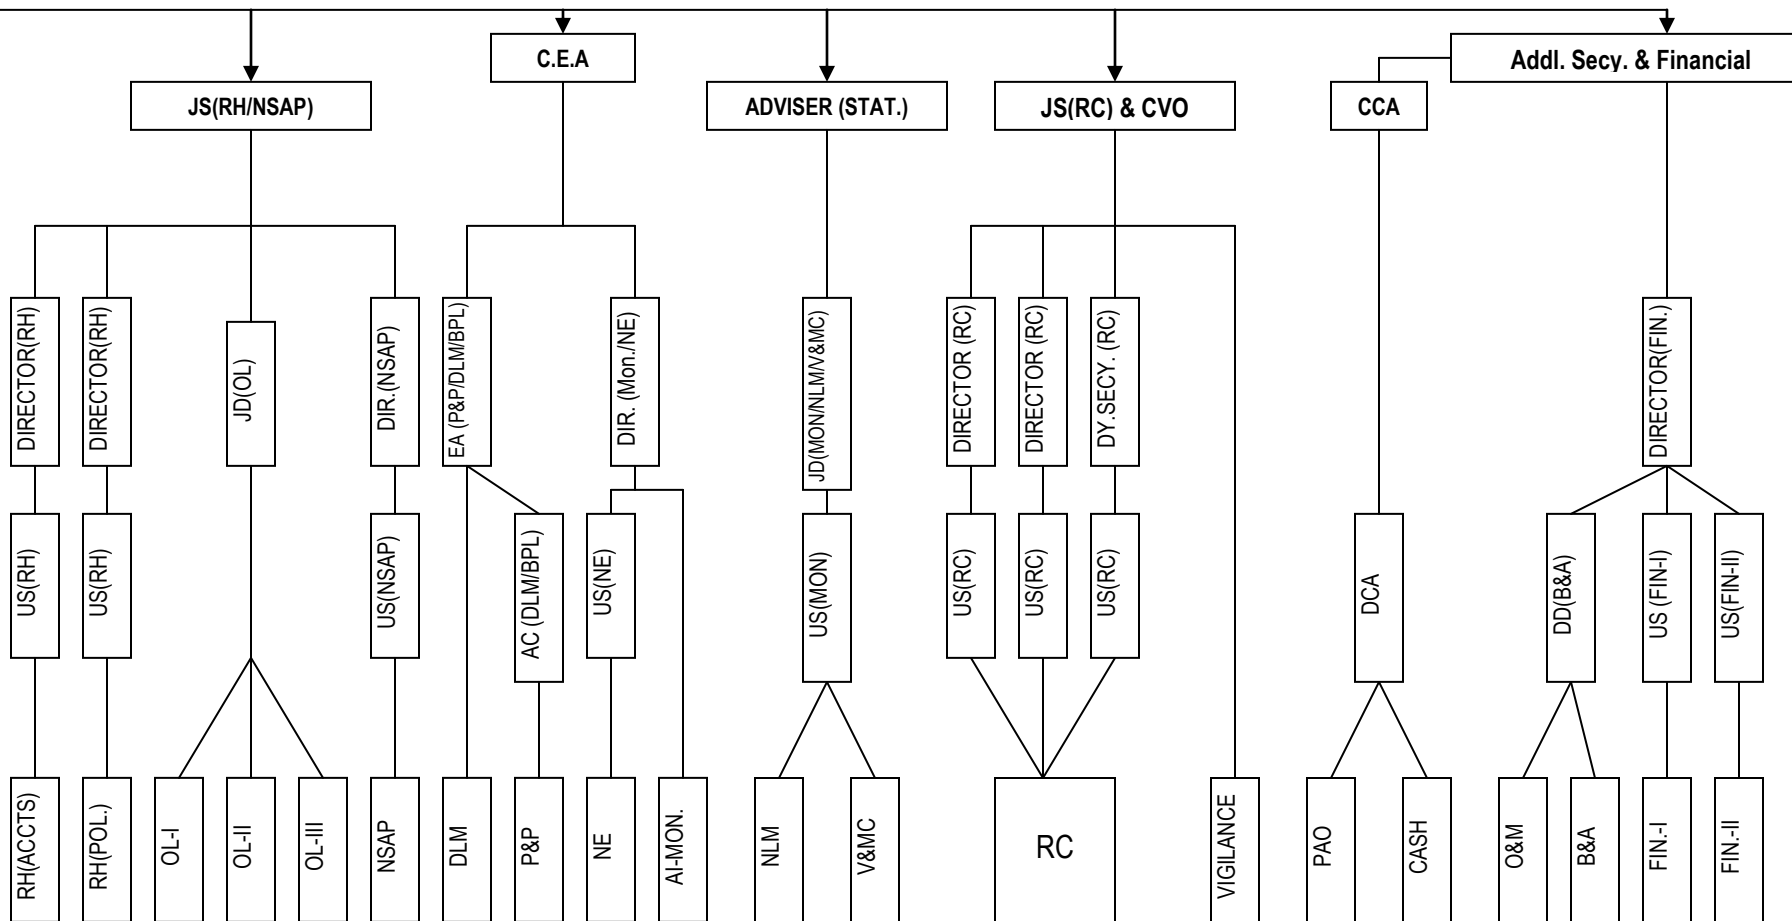 C.E.A
Addl. Secy. & Financial
JS(RH/NSAP)
ADVISER (STAT.)
JS(RC) & CVO
CCA
DIRECTOR(RH)
DIRECTOR(RH)
JD(OL)
DIR.(NSAP)
EA (P&P/DLM/BPL)
DIR. (Mon./NE)
JD(MON/NLM/V&MC)
DIRECTOR (RC)
DIRECTOR (RC)
DY.SECY. (RC)
DIRECTOR(FIN.)
US(RH)
US(RH)
US(NSAP)
AC (DLM/BPL)
US(NE)
US(MON)
US(RC)
US(RC)
US(RC)
DCA
DD(B&A)
US (FIN-I)
US(FIN-II)
RH(ACCTS)
RH(POL.)
OL-I
OL-II
OL-III
NSAP
DLM
P&P
NE
AI-MON.
NLM
V&MC
RC
VIGILANCE
PAO
CASH
O&M
B&A
FIN.-I
FIN.-II